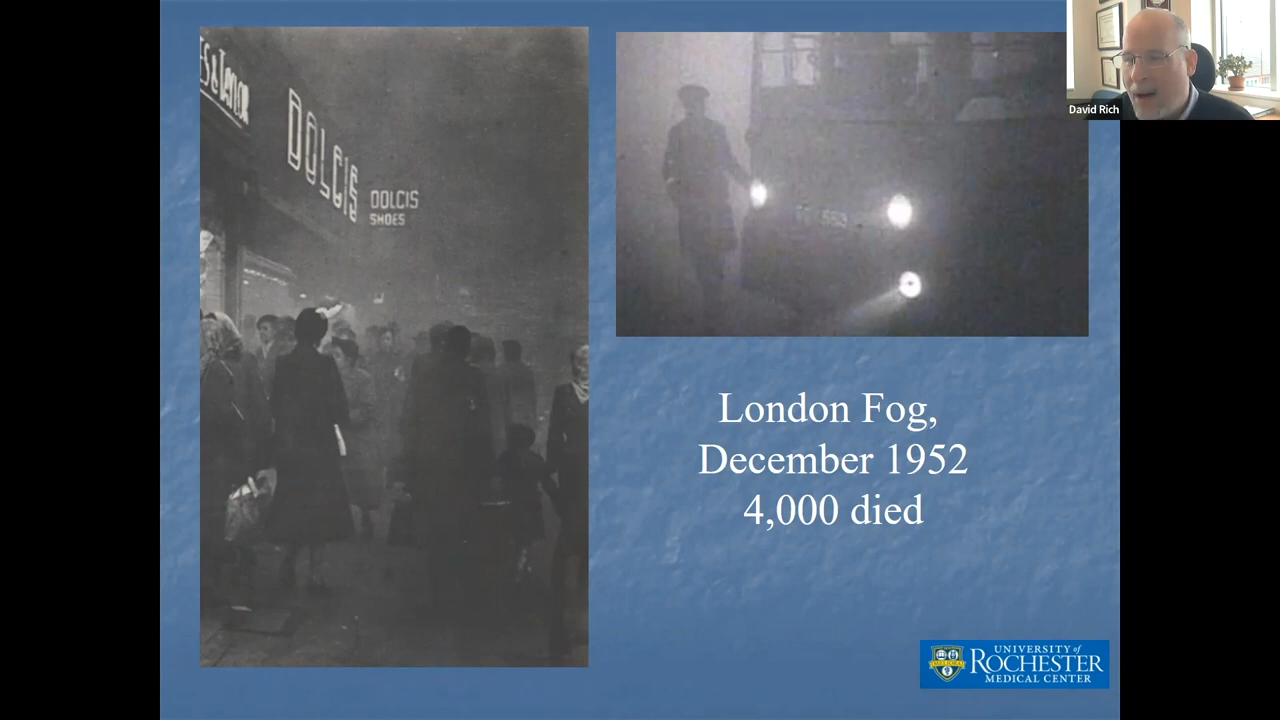 DOLCIS
DOLCIS
SHOES
David Rich
London Fog,
December 1952
4,000 died
UNIVERSITY of
ROCHESTER
MEDICAL CENTER